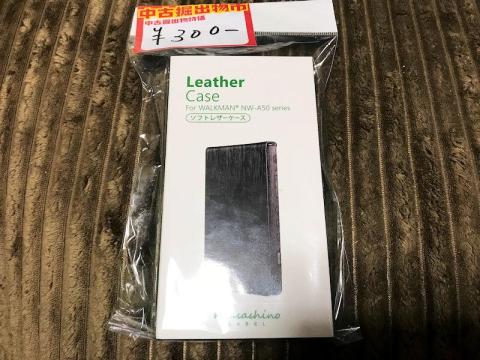 中古掘出物市
中古掘出物特価
¥300-
Leather
Case
For WALKMAN® NW-A50 series
ソフトレザーケース
Musashino
LABEL